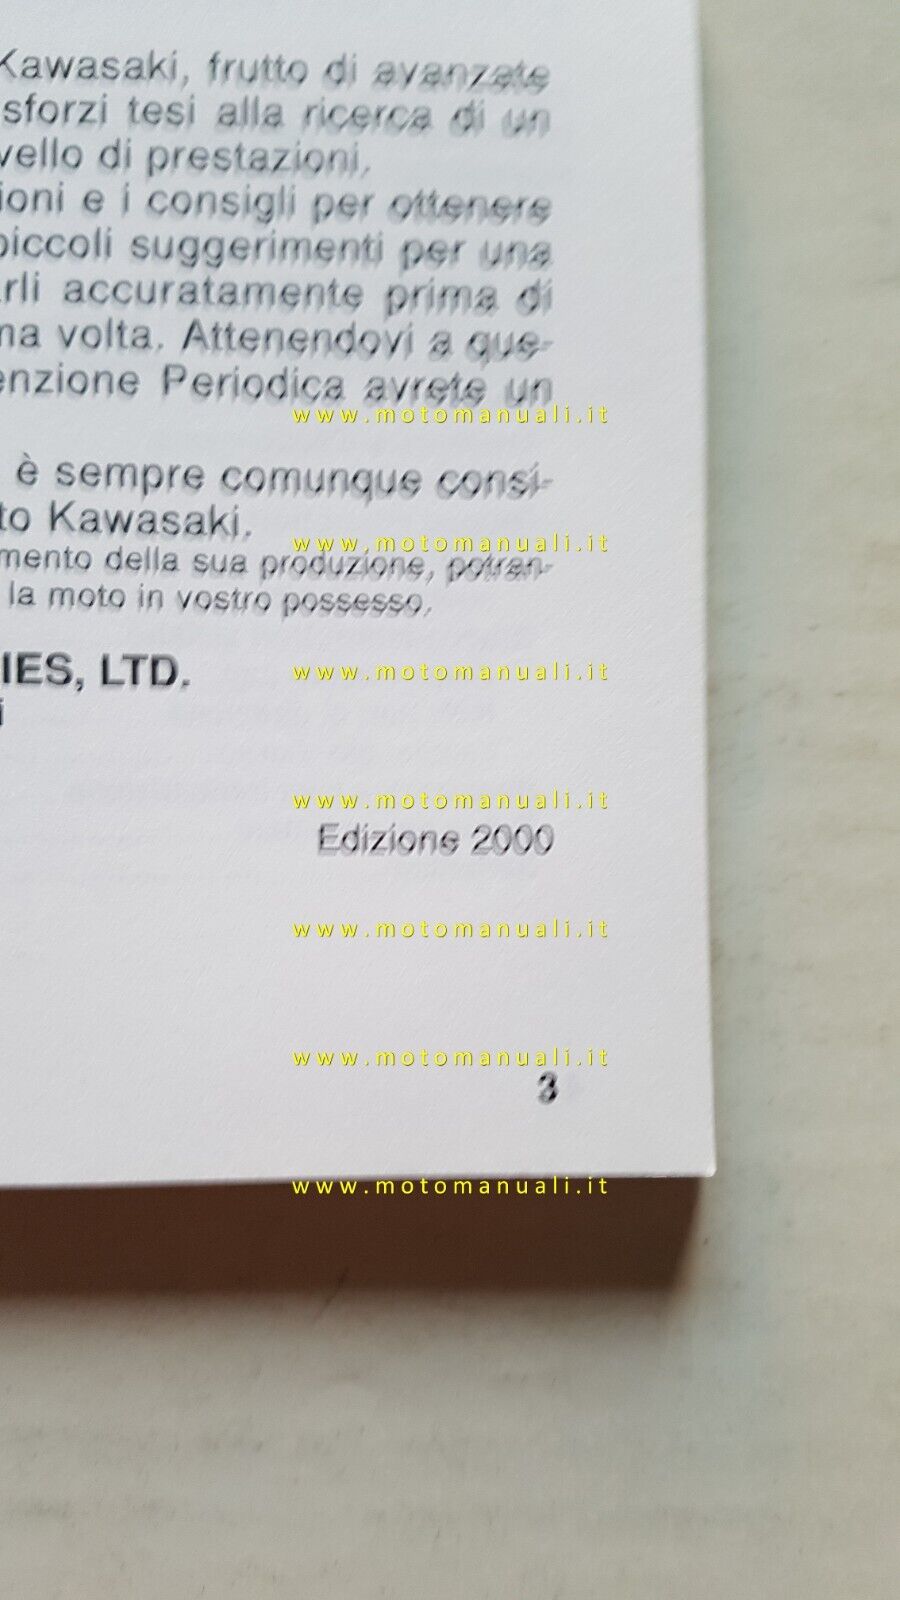 Kawasaki, frutto di avanzate
sforzi tesi alla ricerca di un
vello di prestazioni.
ioni e i consigli per ottenere
piccoli suggerimenti per una
rli accuratamente prima di
ma volta. Attenendovi a que-
enzione Periodica avrete un
www.motomanuali.it
è sempre comunque consi-
to Kawasaki.
www.motomanuali.it
mento della sua produzione, potran-
la moto in vostro possesso.
IES, LTD.
www.motomanuali.it
i
www.motomanuali.it
Edizione 2000
www.motomanuali.it
www.motomanuali.it
3
www.motomanuali.it